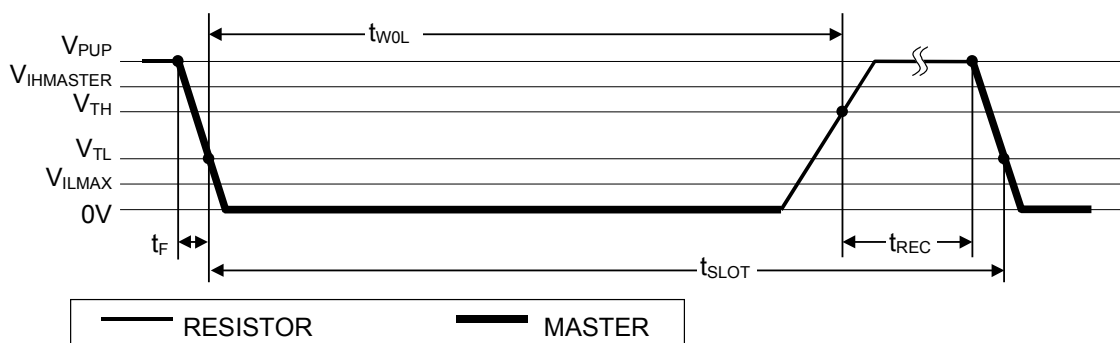 tW0L
VPUP
VIHMASTER
VTH
VTL
VILMAX
0V
tF
tREC
tSLOT
RESISTOR MASTER